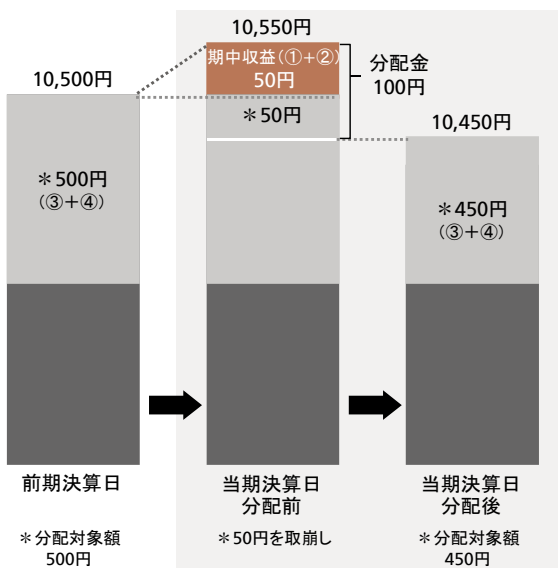 10,500円
＊500円
（③＋④）
前期決算日
＊分配対象額
500円
10,550円
期中収益（①＋②）
50円
＊50円
分配金
100円
当期決算日
分配前
＊50円を取崩し
10,450円
＊450円
（③＋④）
当期決算日
分配後
＊分配対象額
450円